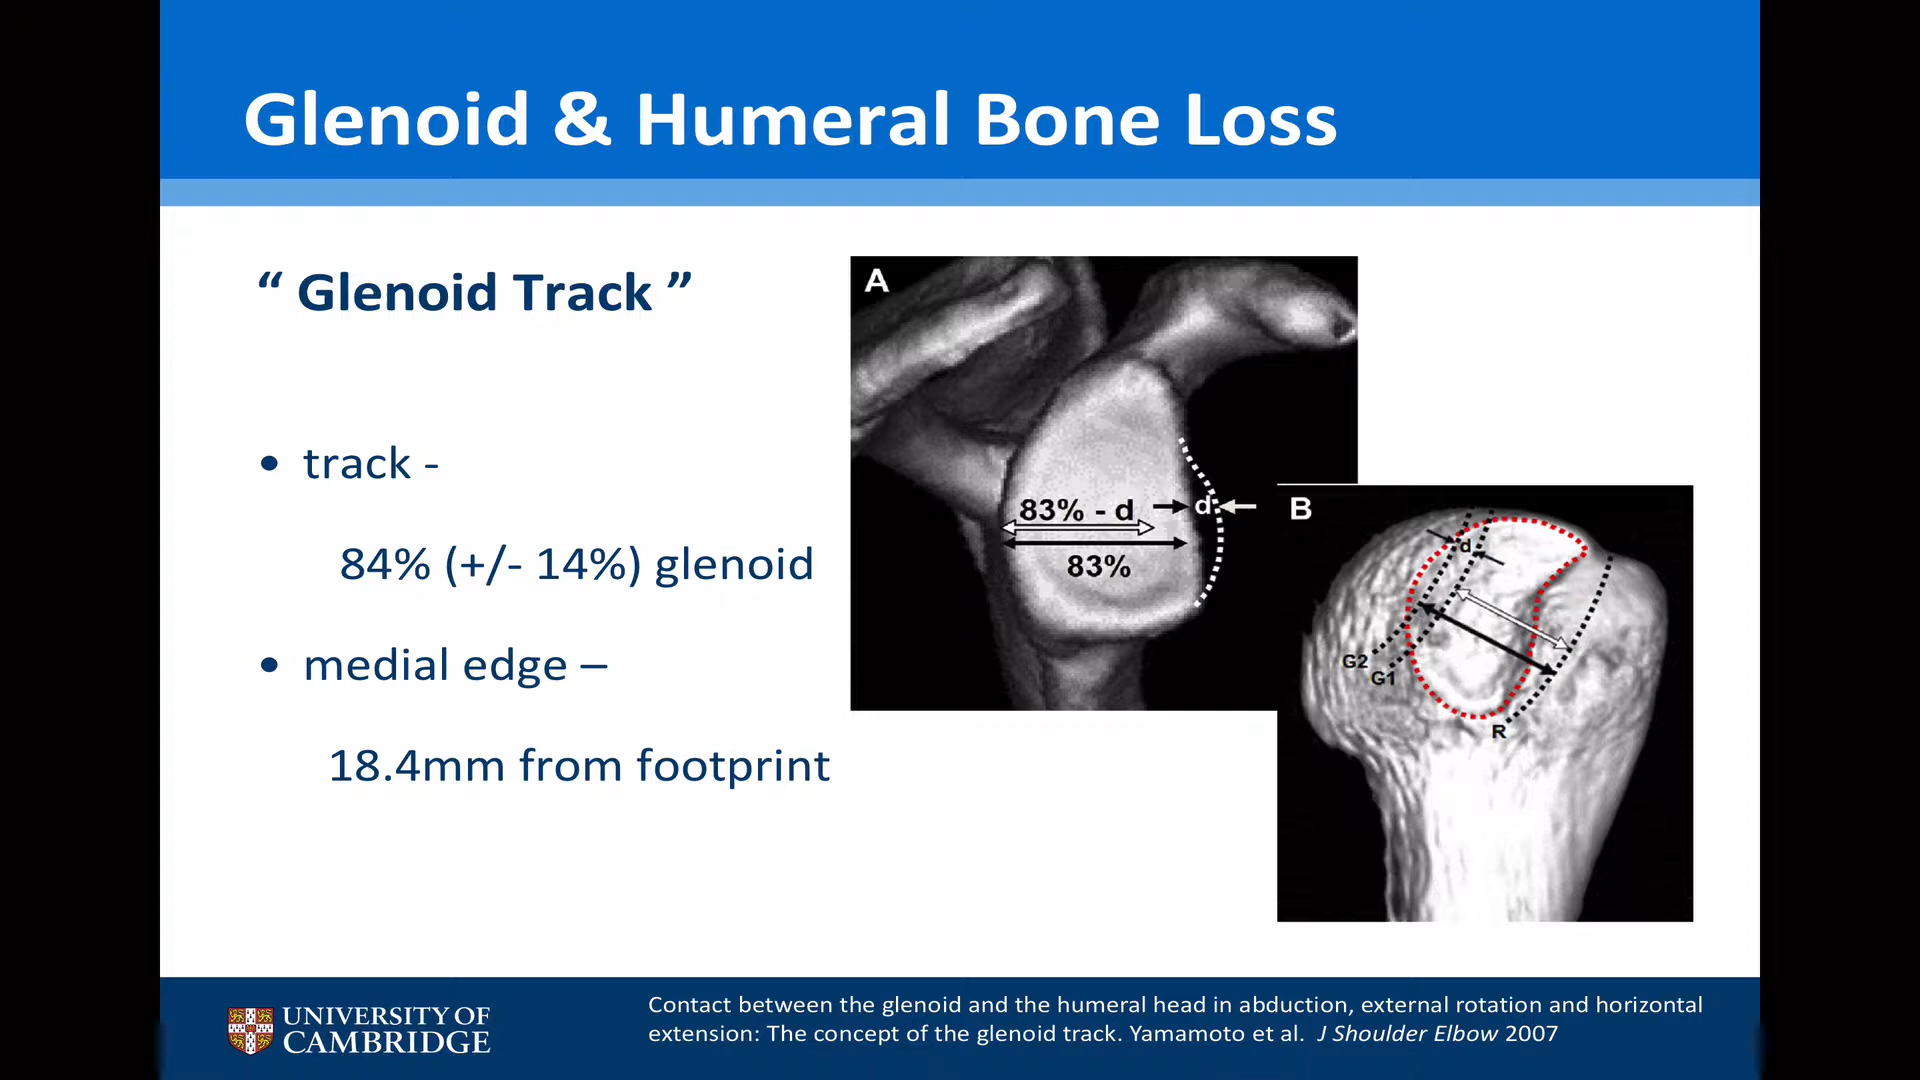 Glenoid & Humeral Bone Loss
“ Glenoid Track ”
• track -
84% (+/- 14%) glenoid
• medial edge –
18.4mm from footprint
A
83% - d
d
83%
B
d
G2
G1
R
UNIVERSITY OF
CAMBRIDGE
Contact between the glenoid and the humeral head in abduction, external rotation and horizontal
extension: The concept of the glenoid track. Yamamoto et al. J Shoulder Elbow 2007